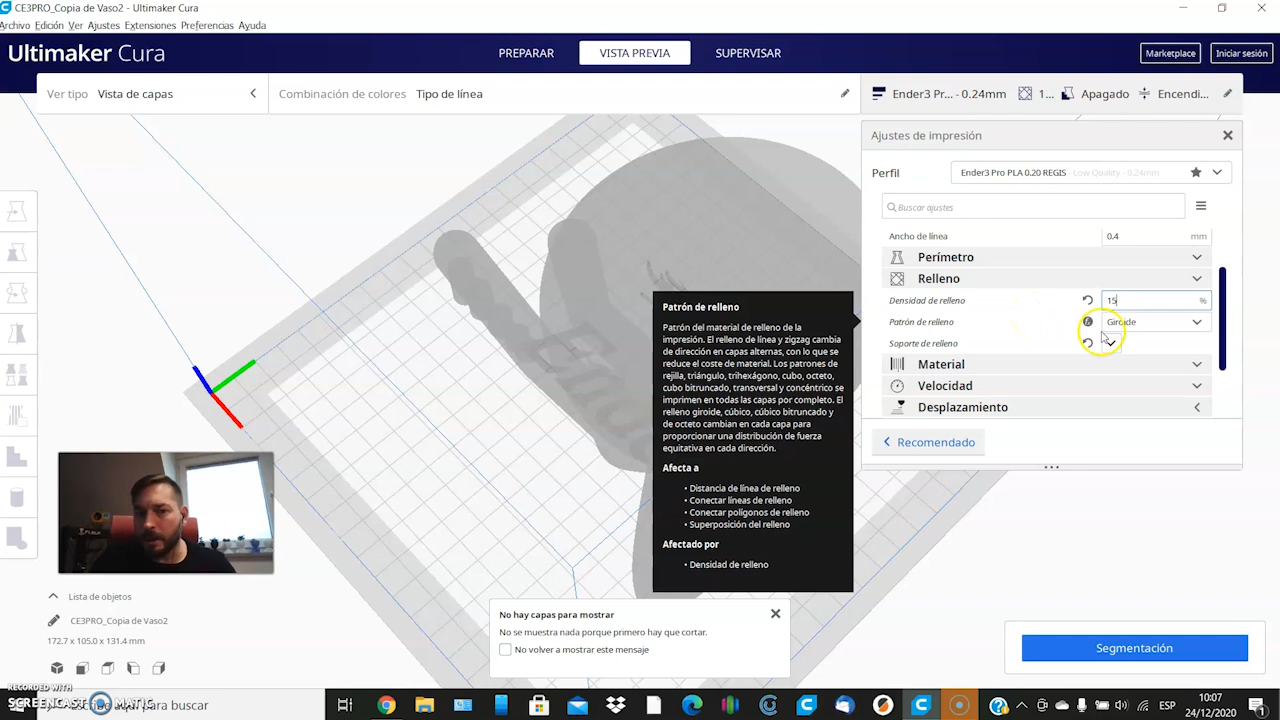 CE3PRO_Copia de Vaso2 - Ultimaker Cura
Archivo Edición Ver Ajustes Extensiones Preferencias Ayuda
Ultimaker Cura
PREPARAR VISTA PREVIA SUPERVISAR
Marketplace Iniciar sesión
Ver tipo Vista de capas
Combinación de colores Tipo de línea
Ender3 Pr... - 0.24mm 1... Apagado Encendi...
Ajustes de impresión
Perfil Ender3 Pro PLA 0.20 REGIS - Low Quality - 0.24mm
Buscar ajustes
Ancho de línea 0.4 mm
Perímetro
Relleno
Densidad de relleno 15 %
Patrón de relleno Giroide
Soporte de relleno
Material
Velocidad
Desplazamiento
Recomendado
Patrón de relleno
Patrón del material de relleno de la
impresión. El relleno de línea y zigzag cambia
de dirección en capas alternas, con lo que se
reduce el coste de material. Los patrones de
rejilla, triángulo, trihexágono, cubo, octeto,
cubo bitruncado, transversal y concéntrico se
imprimen en todas las capas por completo. El
relleno giroide, cúbico, cúbico bitruncado y
de octeto cambian en cada capa para
proporcionar una distribución de fuerza
equitativa en cada dirección.
Afecta a
• Distancia de línea de relleno
• Conectar líneas de relleno
• Conectar polígonos de relleno
• Superposición del relleno
Afectado por
• Densidad de relleno
Lista de objetos
CE3PRO_Copia de Vaso2
172.7 x 105.0 x 131.4 mm
No hay capas para mostrar
No se muestra nada porque primero hay que cortar.
No volver a mostrar este mensaje
Segmentación
RECORDED WITH
SCREENCAST MATIC
aquí para buscar
ESP
10:07
24/12/2020